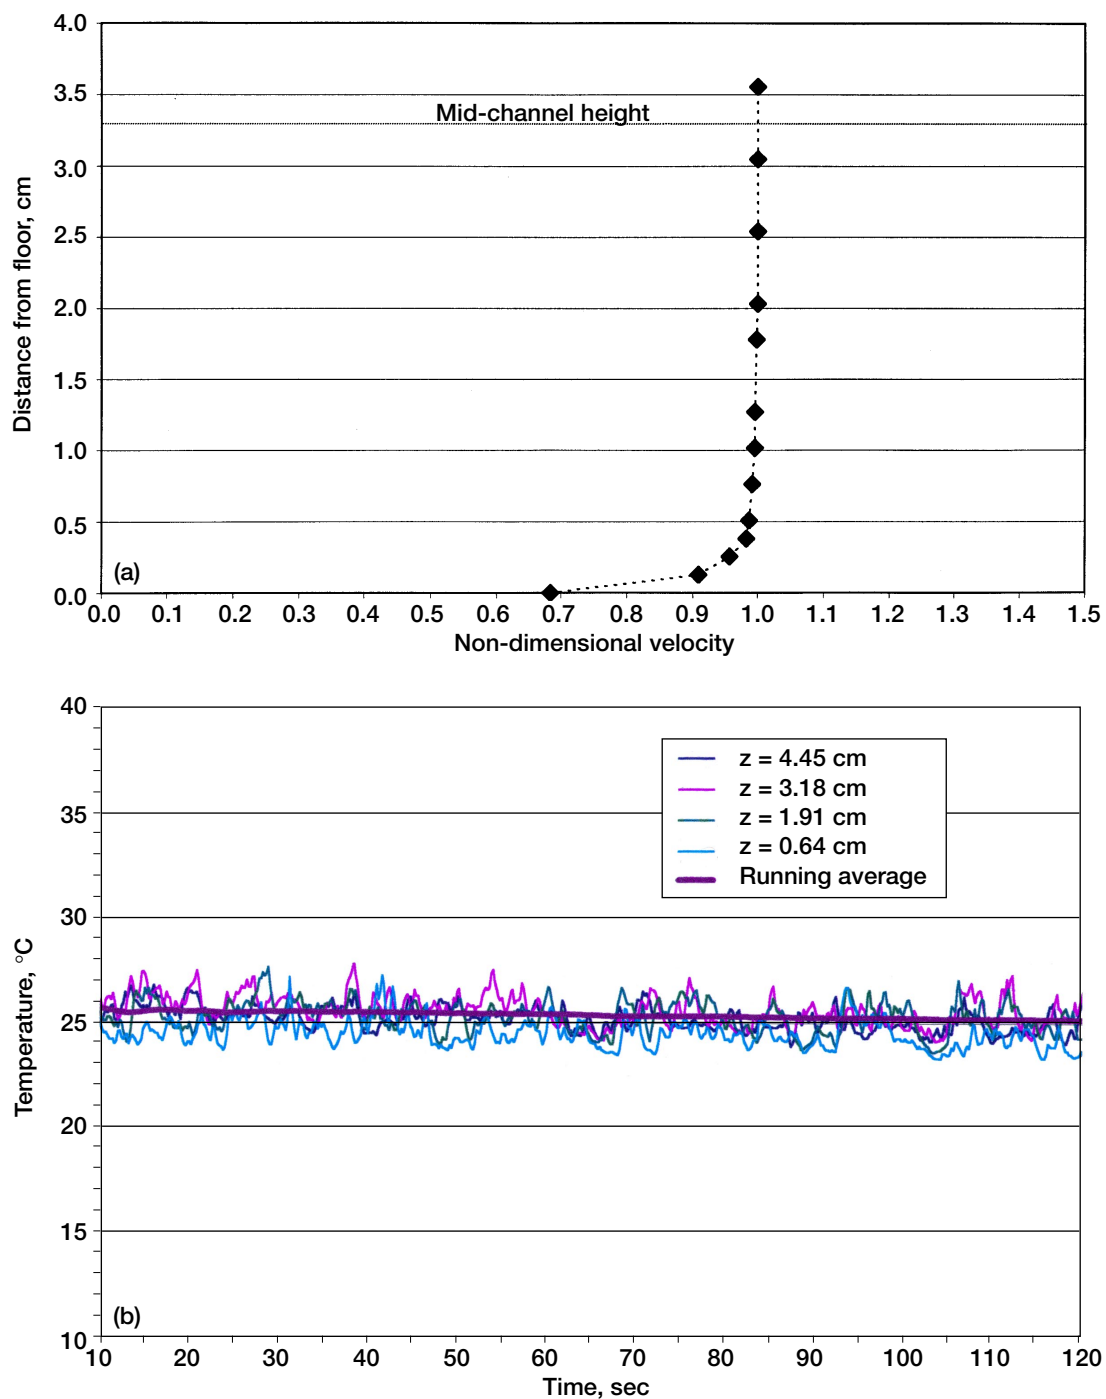 4.0
3.5
Mid-channel height
3.0
2.5
2.0
1.5
1.0
0.5
(a)
0.0
0.0 0.1 0.2 0.3 0.4 0.5 0.6 0.7 0.8 0.9 1.0 1.1 1.2 1.3 1.4 1.5
Non-dimensional velocity
Distance from floor, cm
40
z = 4.45 cm
z = 3.18 cm
z = 1.91 cm
z = 0.64 cm
Running average
35
30
25
20
15
(b)
10
10 20 30 40 50 60 70 80 90 100 110 120
Time, sec
Temperature, °C